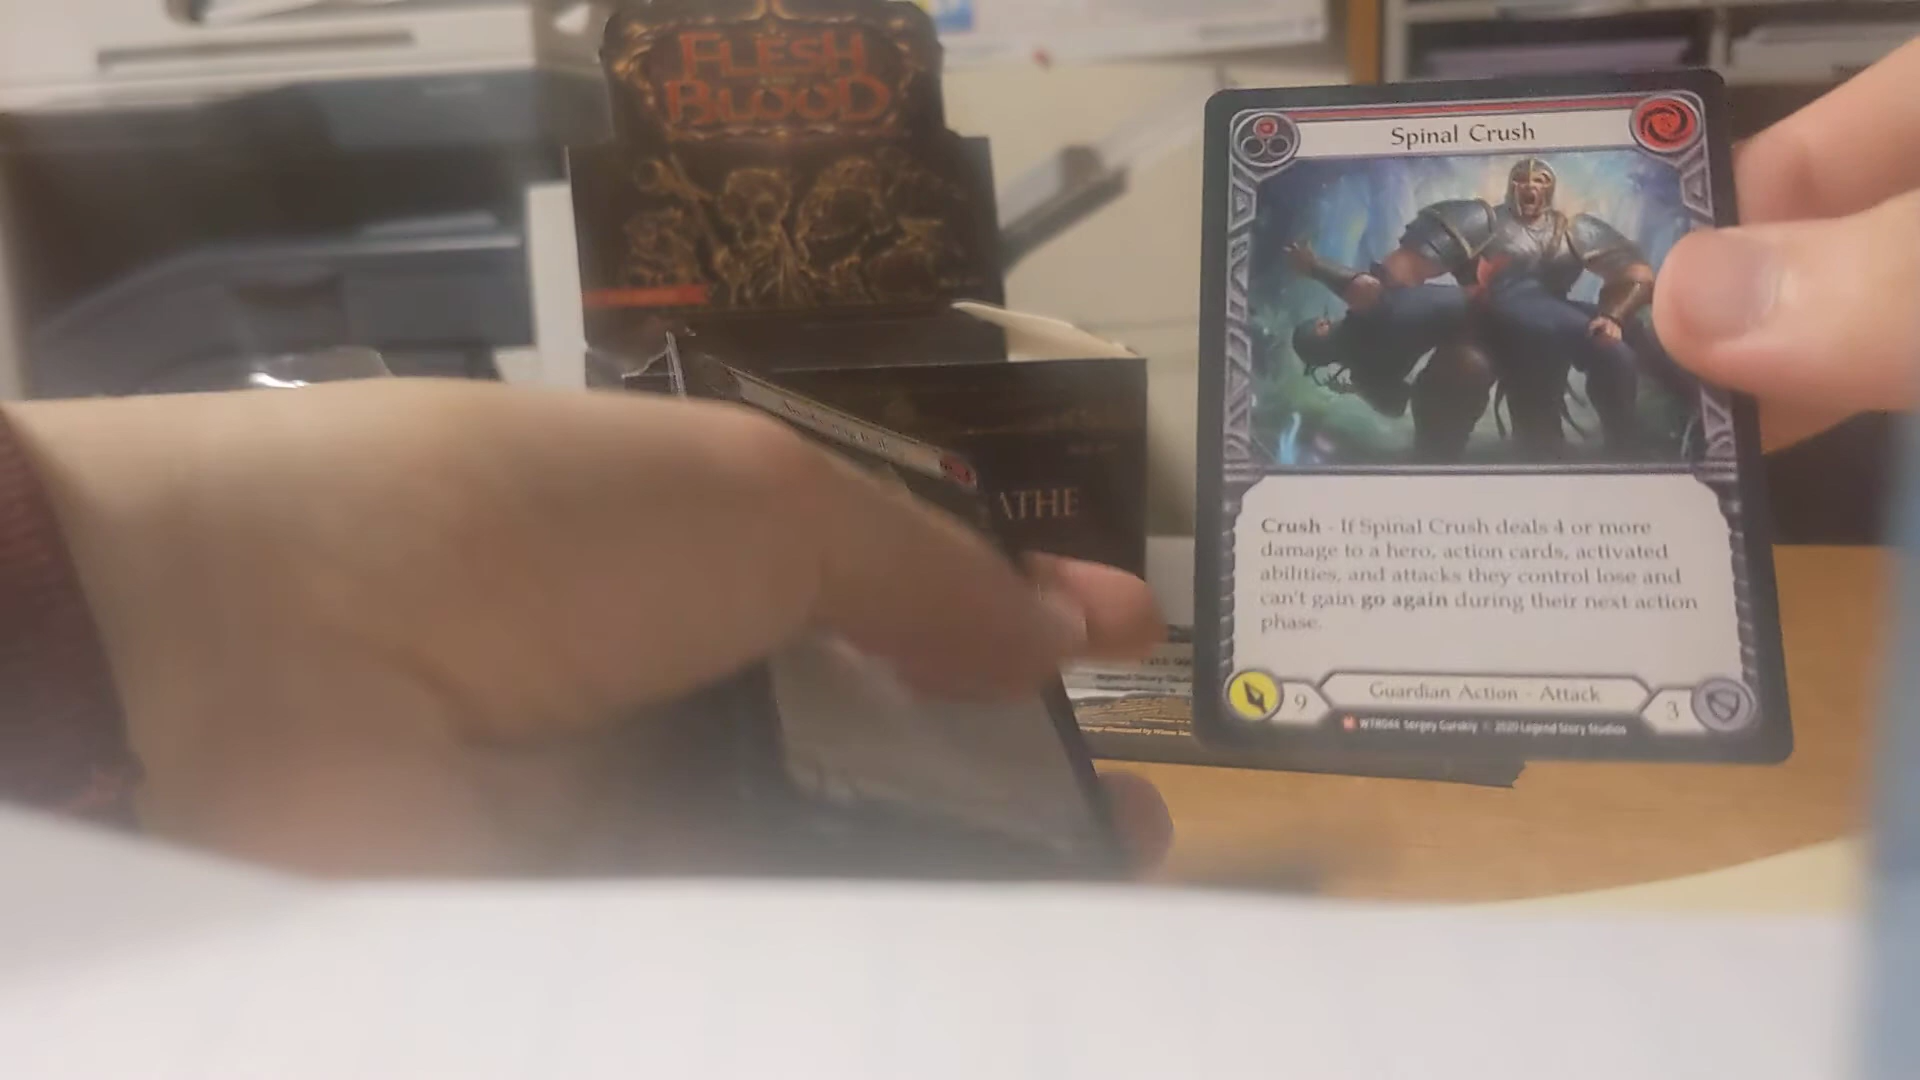 FLESH
BLOOD
ATHE
Spinal Crush
Crush - If Spinal Crush deals 4 or more
damage to a hero, action cards, activated
abilities, and attacks they control lose and
can't gain go again during their next action
phase.
9
Guardian Action - Attack
3
Sergey Gurskiy © 2020 Legend Story Studios